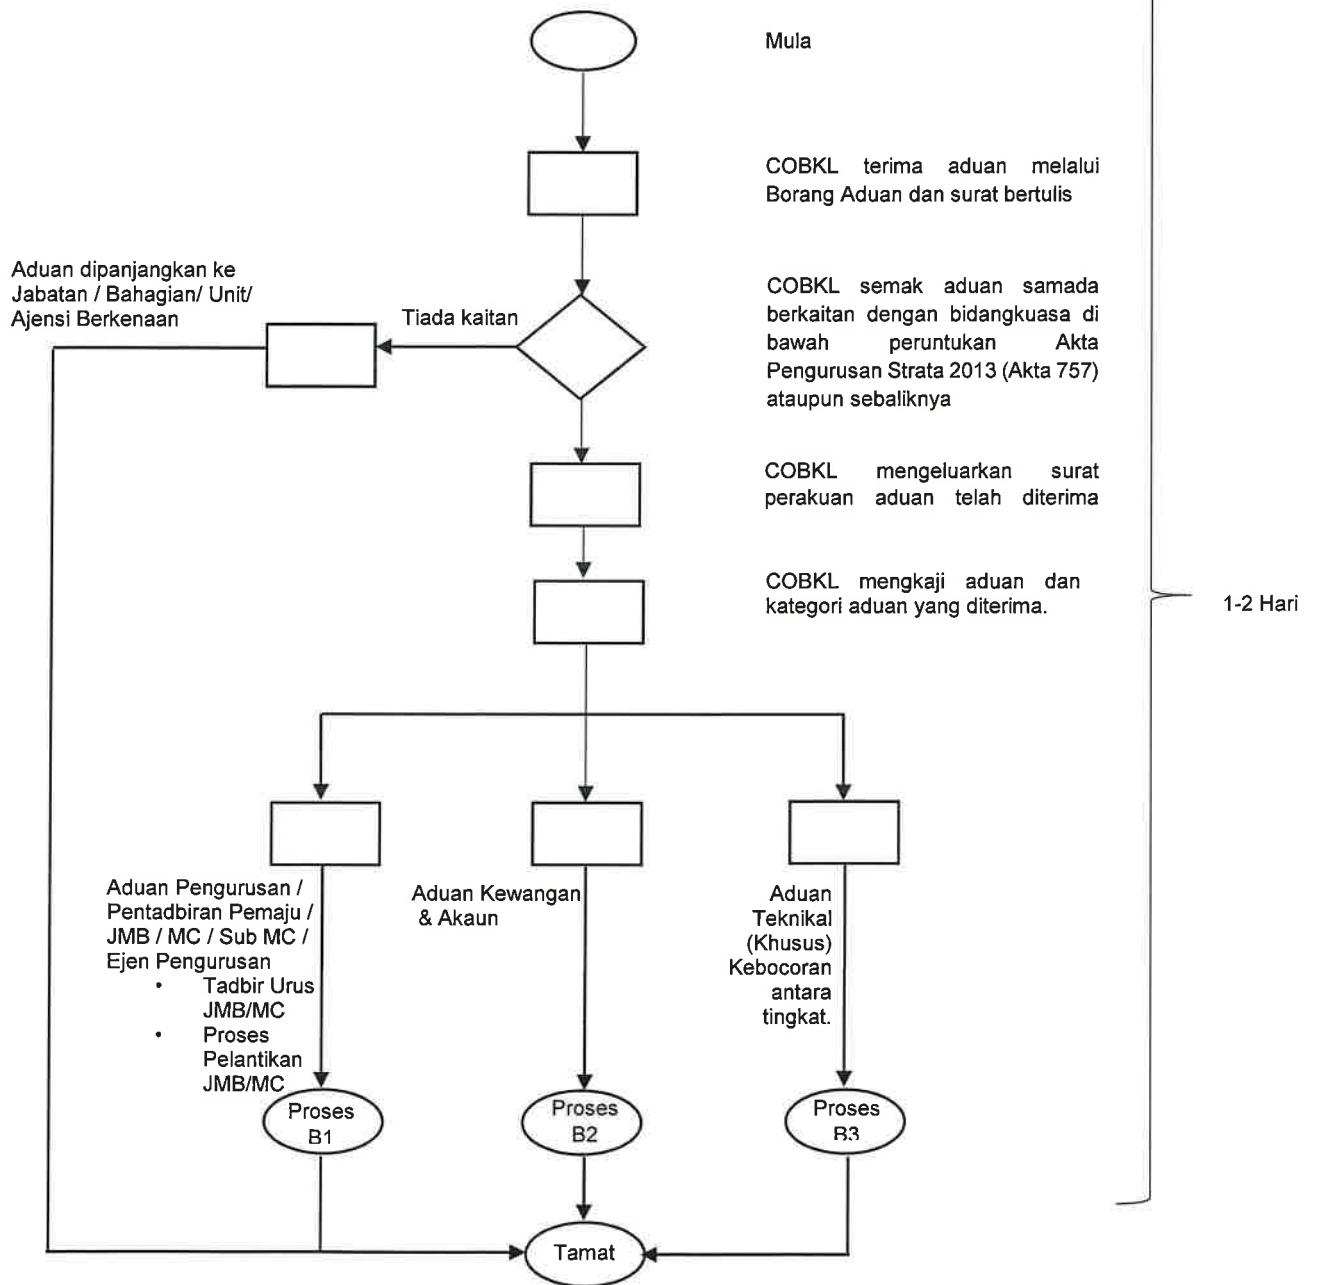 Mula
COBKL terima aduan melalui
Borang Aduan dan surat bertulis
Aduan dipanjangkan ke
Jabatan / Bahagian/ Unit/
Ajensi Berkenaan
Tiada kaitan
COBKL semak aduan samada
berkaitan dengan bidangkuasa di
bawah peruntukan Akta
Pengurusan Strata 2013 (Akta 757)
ataupun sebaliknya
COBKL mengeluarkan surat
perakuan aduan telah diterima
COBKL mengkaji aduan dan
kategori aduan yang diterima.
1-2 Hari
Aduan Pengurusan /
Pentadbiran Pemaju /
JMB / MC / Sub MC /
Ejen Pengurusan
• Tadbir Urus
JMB/MC
• Proses
Pelantikan
JMB/MC
Aduan Kewangan
& Akaun
Aduan
Teknikal
(Khusus)
Kebocoran
antara
tingkat.
Proses
B1
Proses
B2
Proses
B3
Tamat